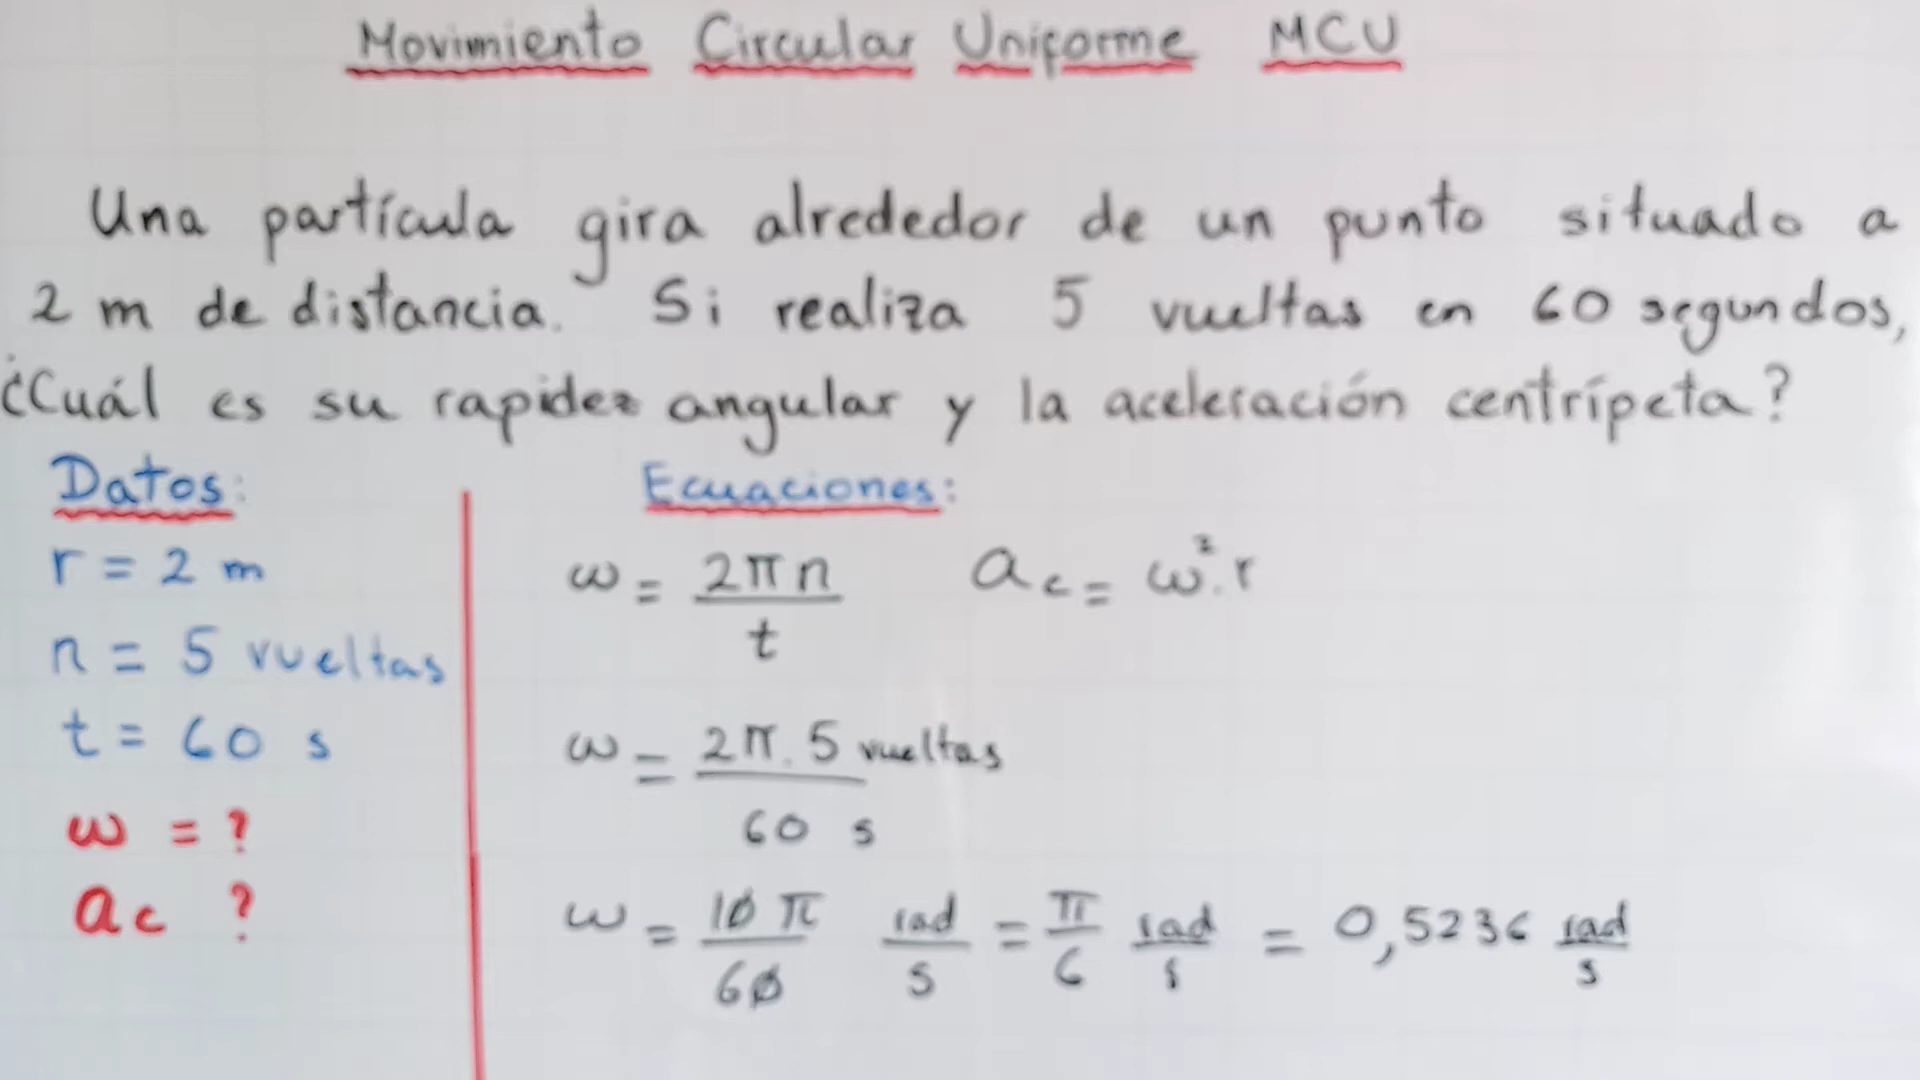 Movimiento Circular Uniforme MCU
Una partícula gira alrededor de un punto situado a
2 m de distancia. Si realiza 5 vueltas en 60 segundos,
¿Cuál es su rapidez angular y la aceleración centrípeta?
Datos:
r = 2 m
n = 5 vueltas
t = 60 s
ω = ?
ac ?
Ecuaciones:
ω = 2πn / t    ac = ω². r
ω = 2π. 5 vueltas / 60 s
ω = 10 π / 60 rad / s = π / 6 rad / s = 0,5236 rad / s